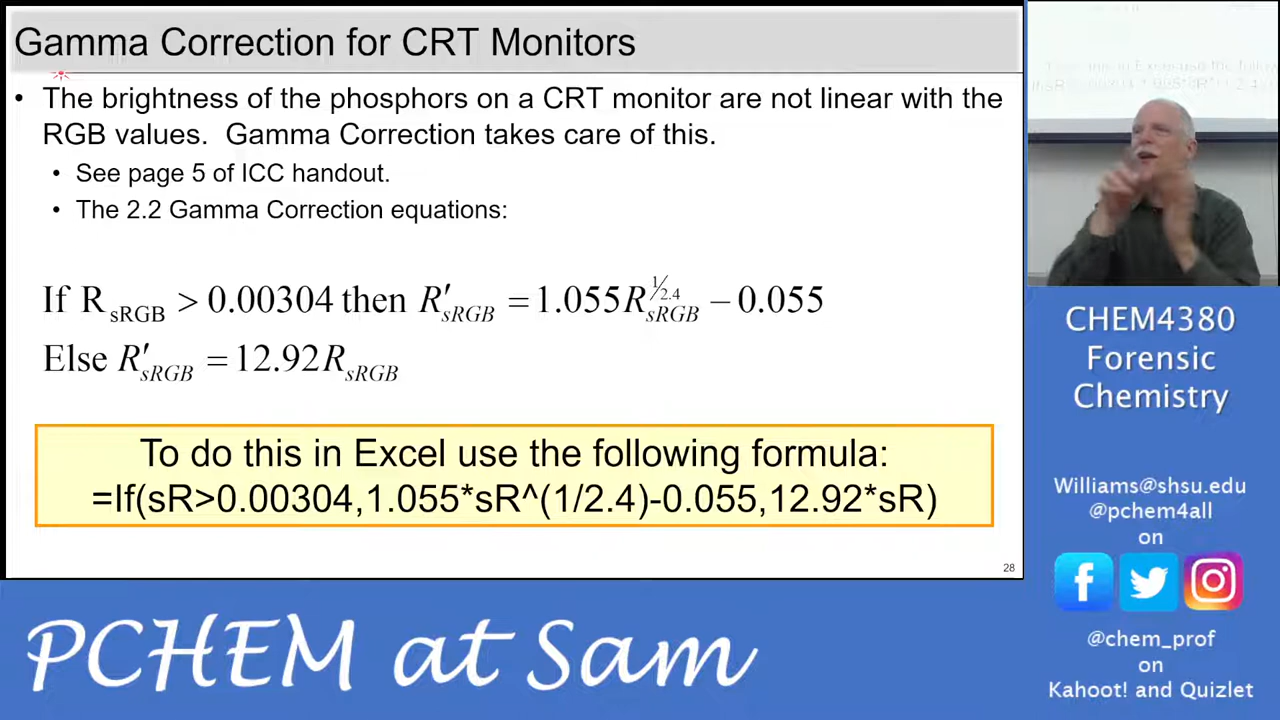 Gamma Correction for CRT Monitors
• The brightness of the phosphors on a CRT monitor are not linear with the
RGB values. Gamma Correction takes care of this.
• See page 5 of ICC handout.
• The 2.2 Gamma Correction equations:
If R sRGB > 0.00304 then R′sRGB = 1.055R^{1/2.4}sRGB − 0.055
Else R′sRGB = 12.92RsRGB
To do this in Excel use the following formula:
=If(sR>0.00304,1.055*sR^(1/2.4)-0.055,12.92*sR)
28
CHEM4380
Forensic
Chemistry
Williams@shsu.edu
@pchem4all
on
@chem_prof
on
Kahoot! and Quizlet
PCHEM at Sam